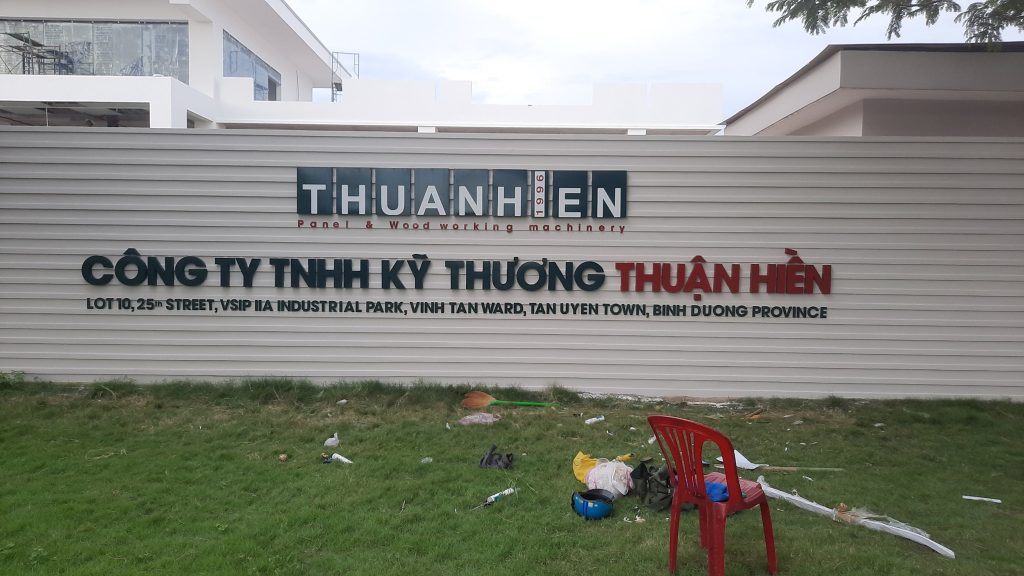 THUANHIEN
1996
Panel & Wood working machinery
CÔNG TY TNHH KỸ THƯƠNG THUẬN HIỀN
LOT 10, 25th STREET, VSIP IIA INDUSTRIAL PARK, VINH TAN WARD, TAN UYEN TOWN, BINH DUONG PROVINCE